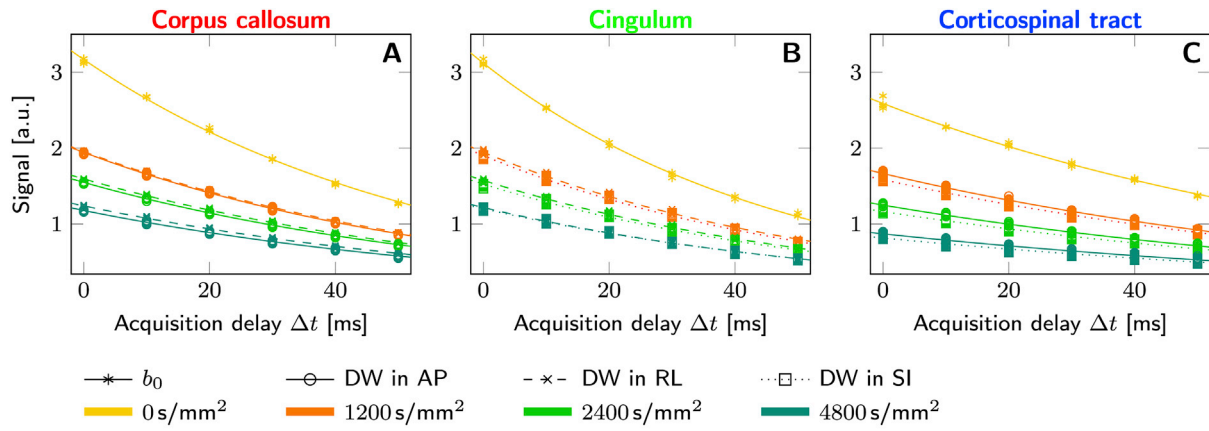 Corpus callosum
Cingulum
Corticospinal tract
A
B
C
Signal [a.u.]
3
2
1
0
20
40
Acquisition delay Δt [ms]
3
2
1
0
20
40
Acquisition delay Δt [ms]
3
2
1
0
20
40
Acquisition delay Δt [ms]
b₀
DW in AP
DW in RL
DW in SI
0 s/mm²
1200 s/mm²
2400 s/mm²
4800 s/mm²